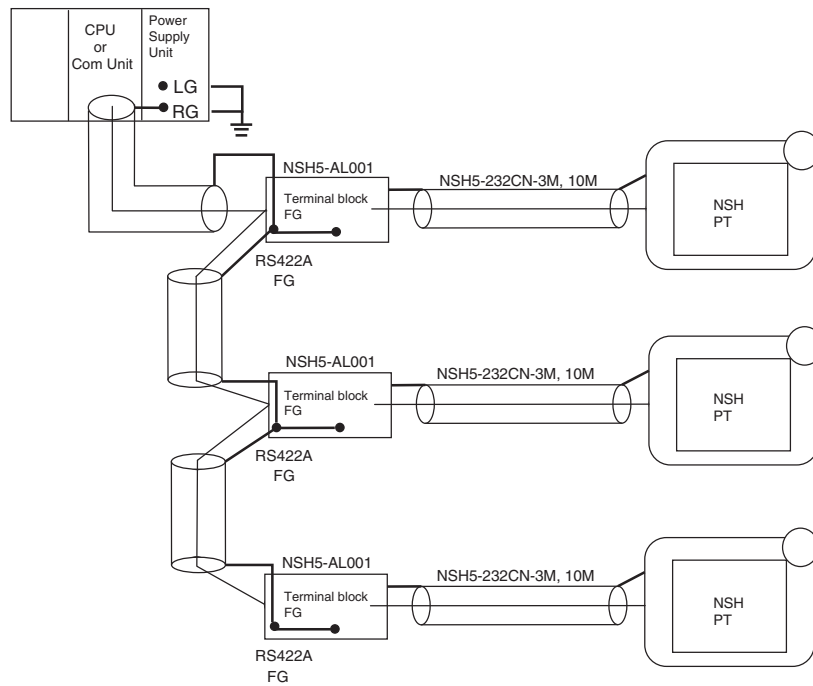 CPU
or
Com Unit
Power
Supply
Unit
LG
RG
NSH5-AL001
NSH5-232CN-3M, 10M
Terminal block
FG
NSH
PT
RS422A
FG
NSH5-AL001
NSH5-232CN-3M, 10M
Terminal block
FG
NSH
PT
RS422A
FG
NSH5-AL001
NSH5-232CN-3M, 10M
Terminal block
FG
NSH
PT
RS422A
FG